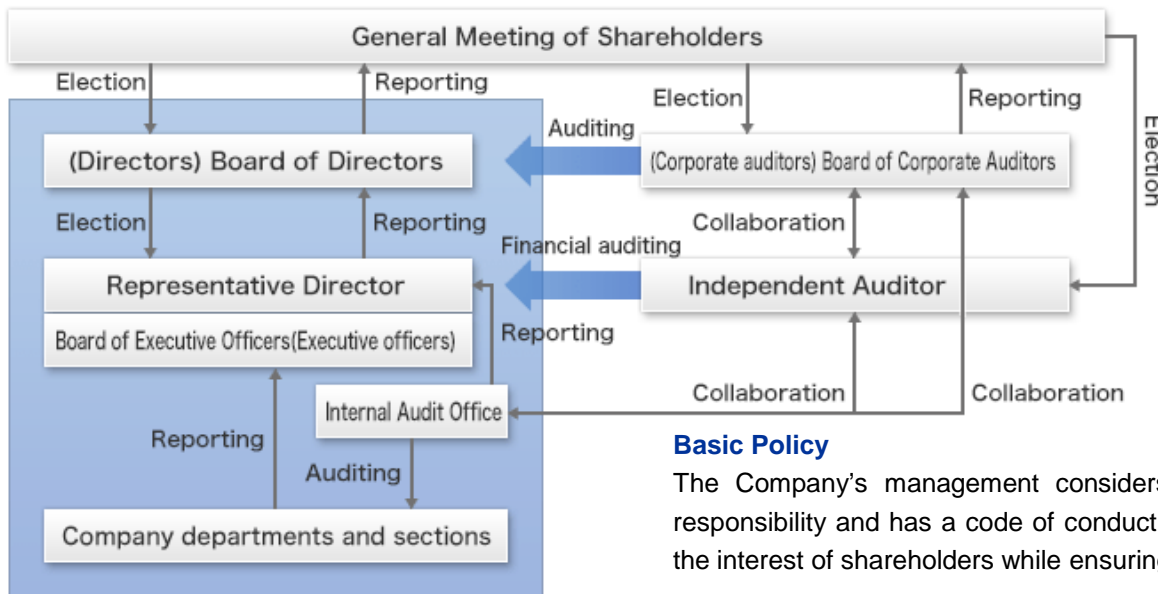 General Meeting of Shareholders
Election
Reporting
Election
Reporting
Election
Auditing
(Directors) Board of Directors
(Corporate auditors) Board of Corporate Auditors
Election
Reporting
Collaboration
Financial auditing
Representative Director
Independent Auditor
Board of Executive Officers(Executive officers)
Reporting
Internal Audit Office
Collaboration
Collaboration
Reporting
Auditing
Company departments and sections
Basic Policy
The Company's management considers
responsibility and has a code of conduct
the interest of shareholders while ensuring